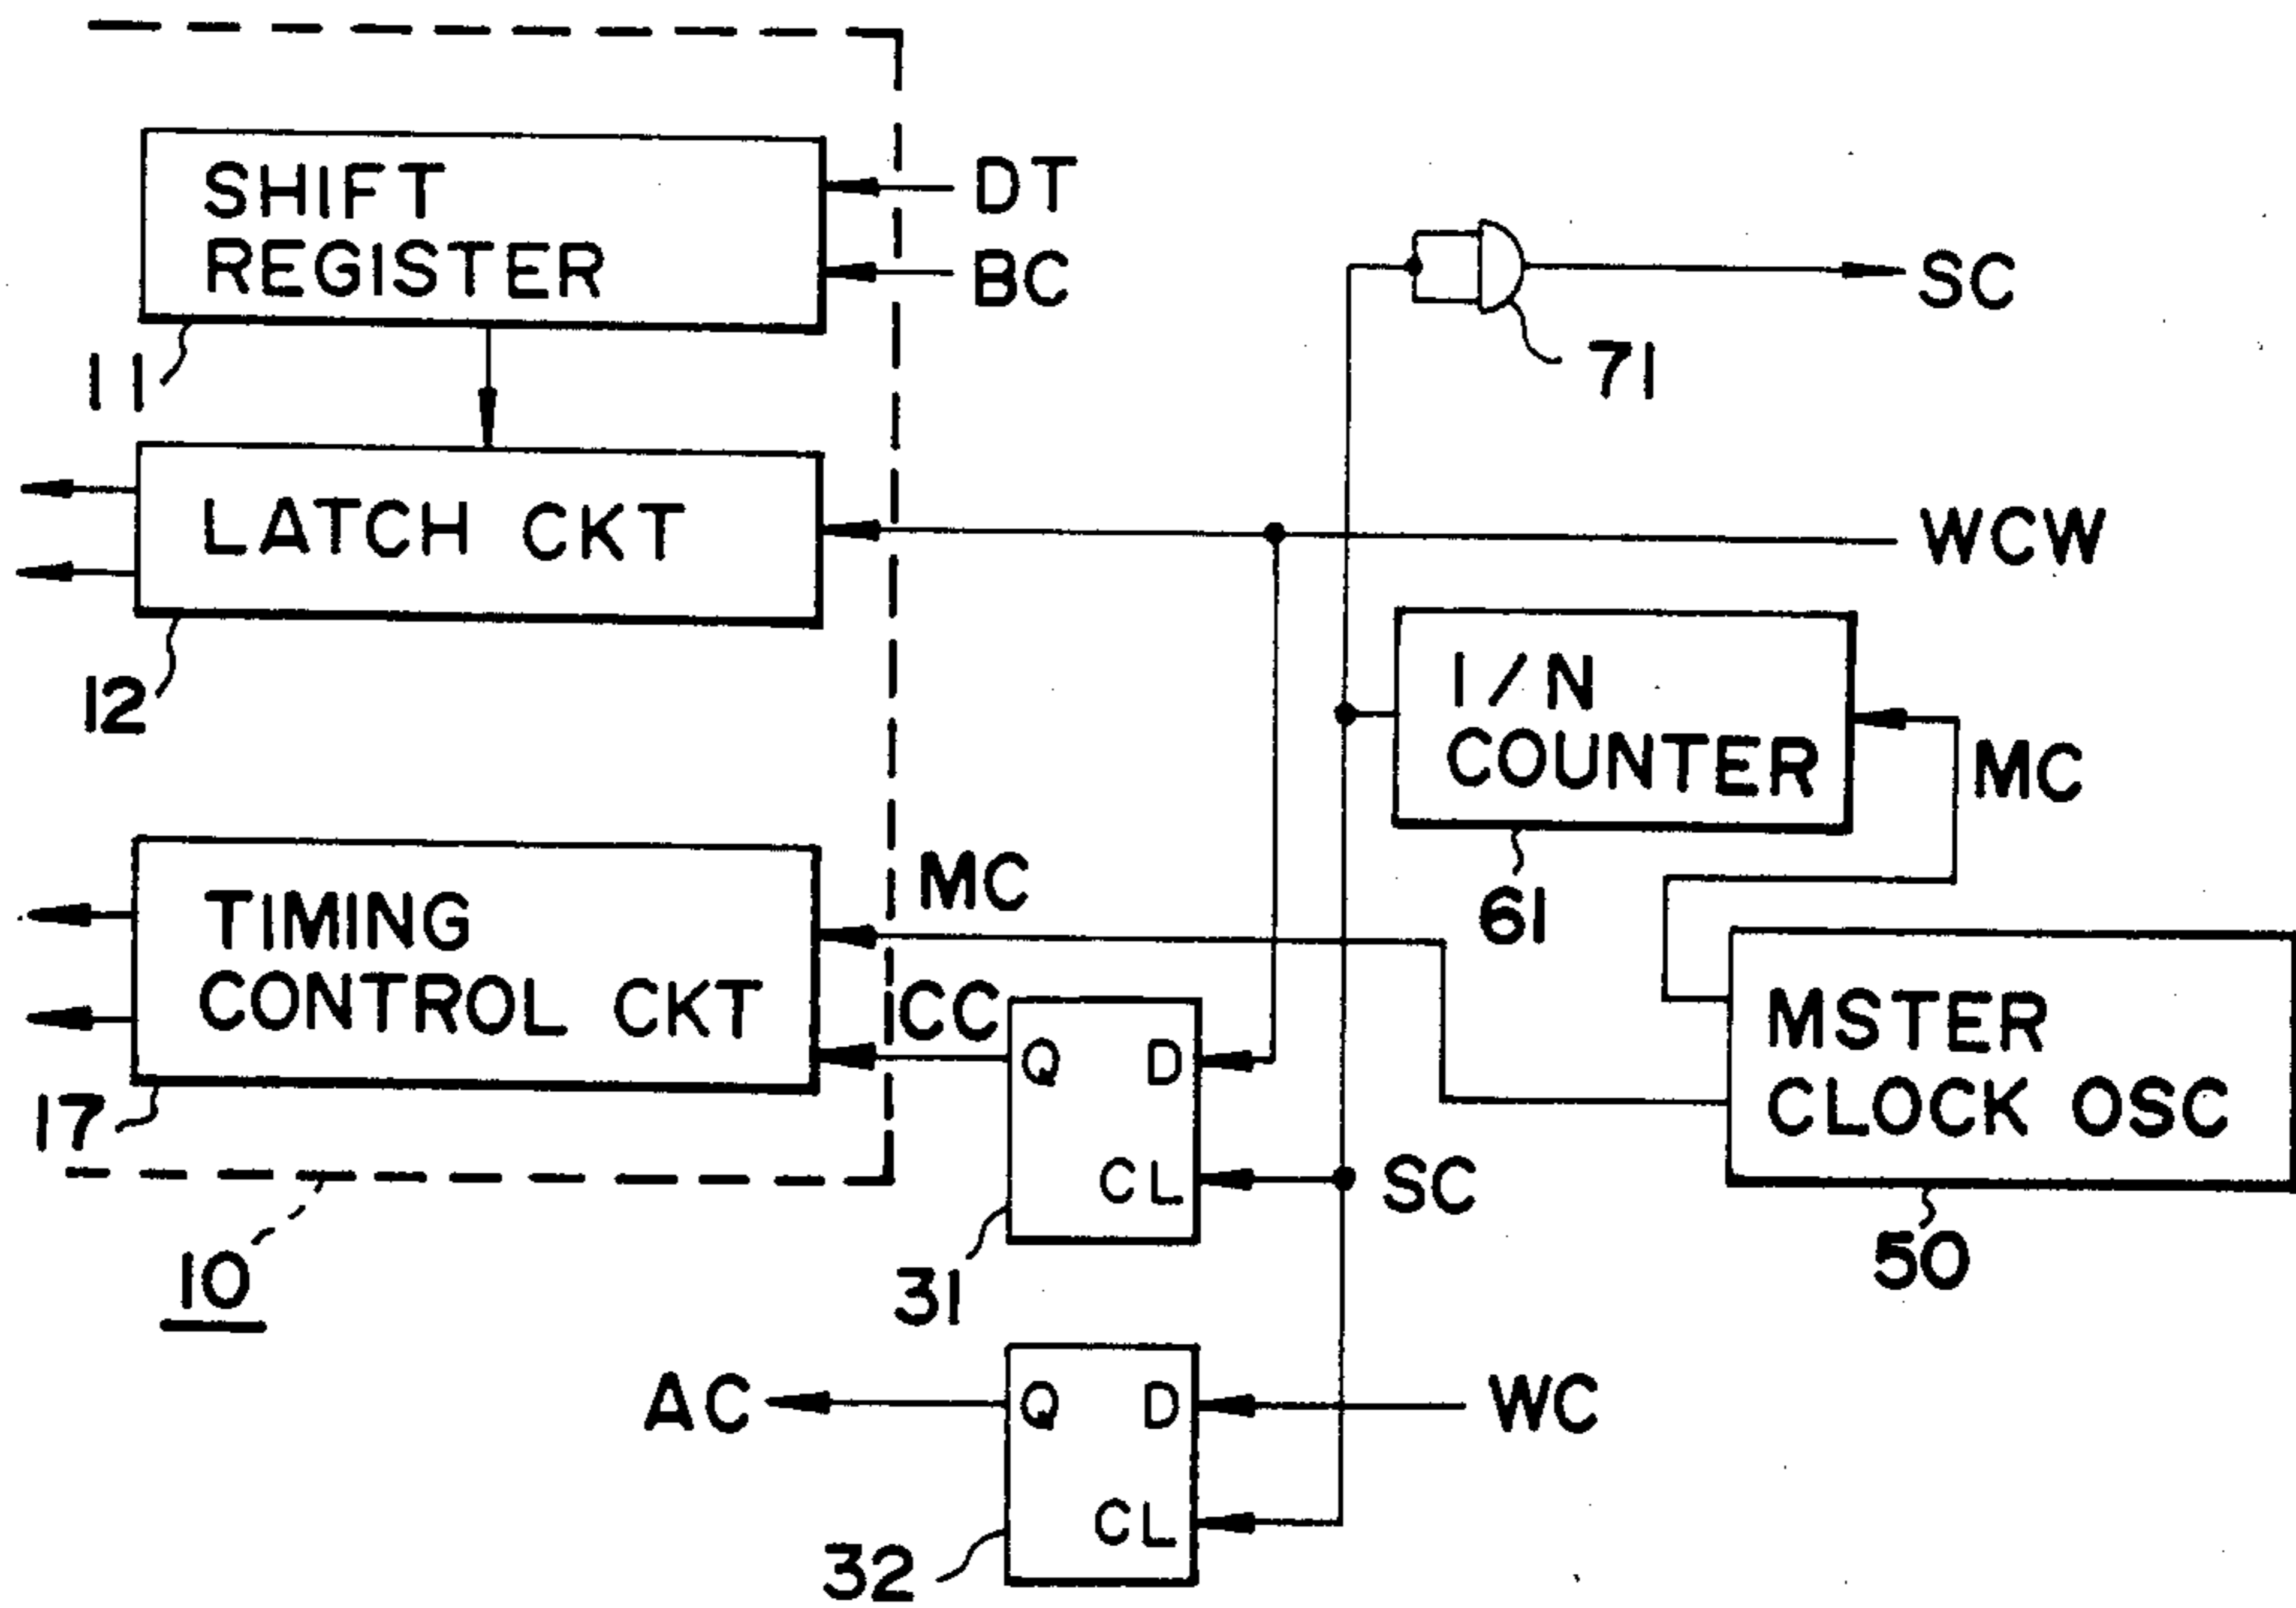 SHIFT
REGISTER
DT
BC
11
SC
71
LATCH CKT
WCW
12
1/N
COUNTER
MC
61
TIMING
CONTROL CKT
MC
CC
17
Q D
CL
SC
31
MSTER
CLOCK OSC
50
10
AC
Q D
CL
WC
32